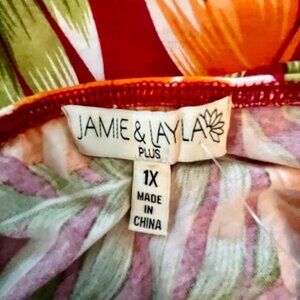 JAMIE & LAYLA
PLUS
1X
MADE IN
CHINA